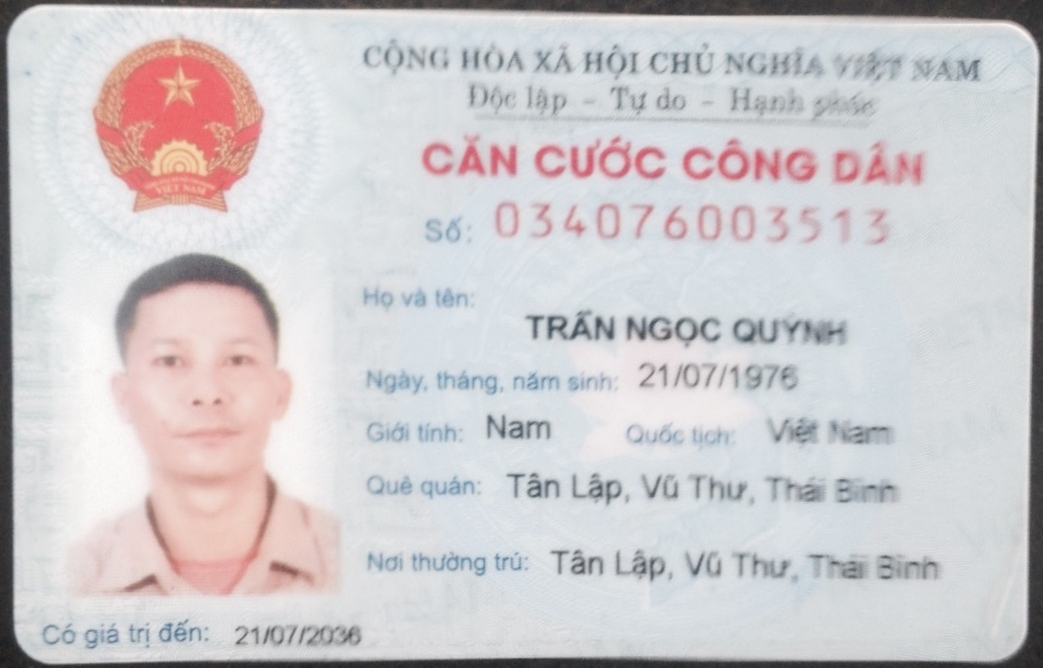 CỘNG HÒA XÃ HỘI CHỦ NGHĨA VIỆT NAM
Độc lập - Tự do - Hạnh phúc
CĂN CƯỚC CÔNG DÂN
Số: 034076003513
Họ và tên:
TRẦN NGỌC QUỲNH
Ngày, tháng, năm sinh: 21/07/1976
Giới tính: Nam Quốc tịch: Việt Nam
Quê quán: Tân Lập, Vũ Thư, Thái Bình
Nơi thường trú: Tân Lập, Vũ Thư, Thái Bình
Có giá trị đến: 21/07/2036
VIỆT NAM